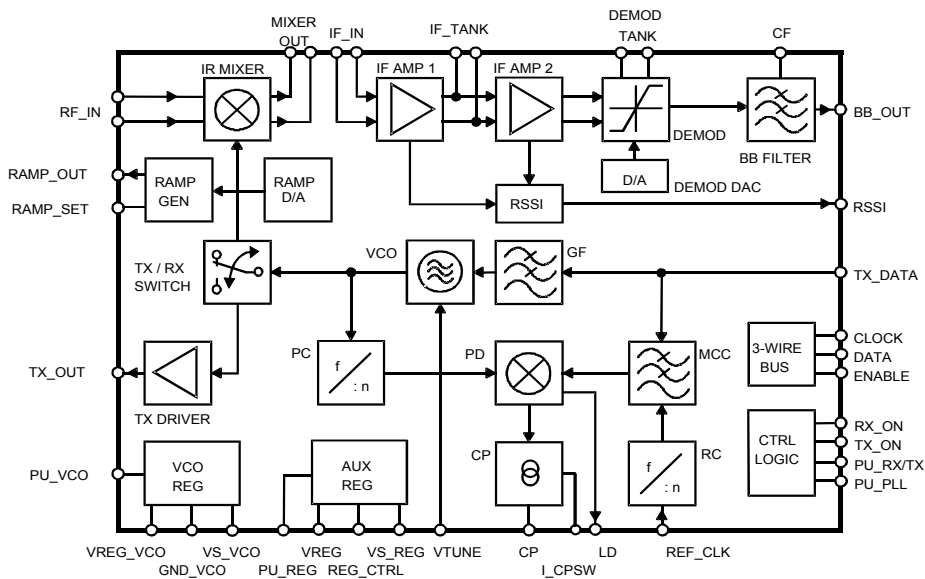 MIXER
OUT
IF_IN
IF_TANK
DEMOD
TANK
CF
IR MIXER
IF AMP 1
IF AMP 2
RF_IN
DEMOD
BB FILTER
BB_OUT
RAMP_OUT
RAMP
GEN
RAMP
D/A
D/A
DEMOD DAC
RAMP_SET
RSSI
RSSI
VCO
GF
TX / RX
SWITCH
TX_DATA
PC
PD
MCC
3-WIRE
BUS
CLOCK
DATA
ENABLE
TX_OUT
f
: n
TX DRIVER
CP
RC
CTRL
LOGIC
RX_ON
TX_ON
PU_RX/TX
PU_PLL
PU_VCO
VCO
REG
AUX
REG
f
: n
VREG_VCO
GND_VCO
VS_VCO
PU_REG
VREG
REG_CTRL
VS_REG
VTUNE
CP
I_CPSW
LD
REF_CLK